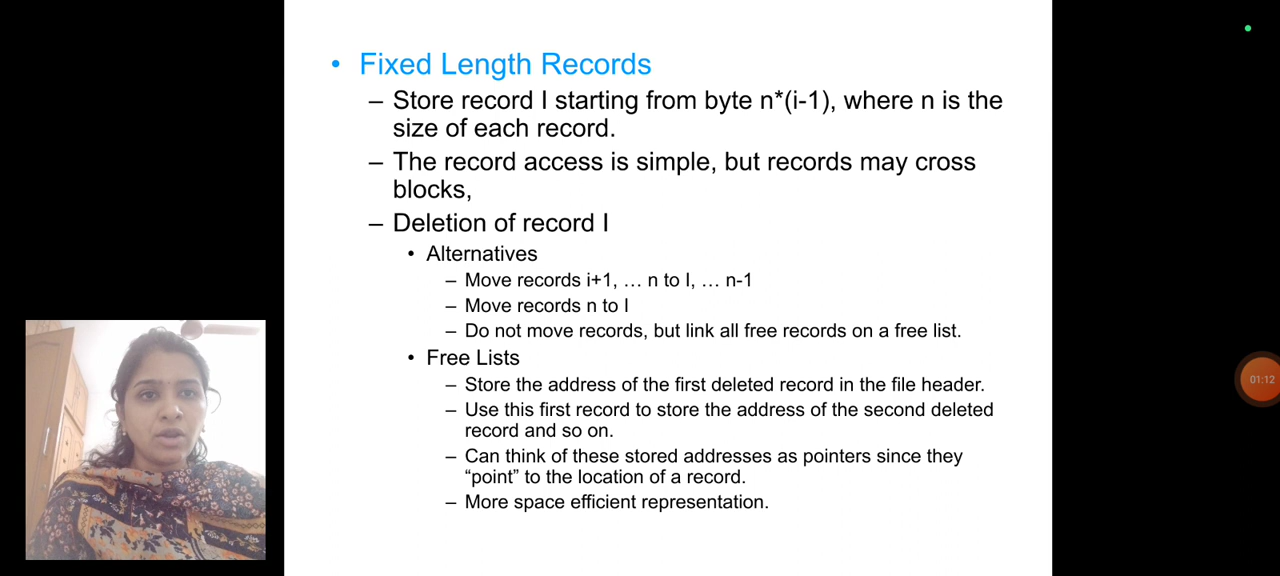 • Fixed Length Records
– Store record I starting from byte n*(i-1), where n is the
size of each record.
– The record access is simple, but records may cross
blocks,
– Deletion of record I
• Alternatives
– Move records i+1, … n to I, … n-1
– Move records n to I
– Do not move records, but link all free records on a free list.
• Free Lists
– Store the address of the first deleted record in the file header.
– Use this first record to store the address of the second deleted
record and so on.
– Can think of these stored addresses as pointers since they
“point” to the location of a record.
– More space efficient representation.
01:12